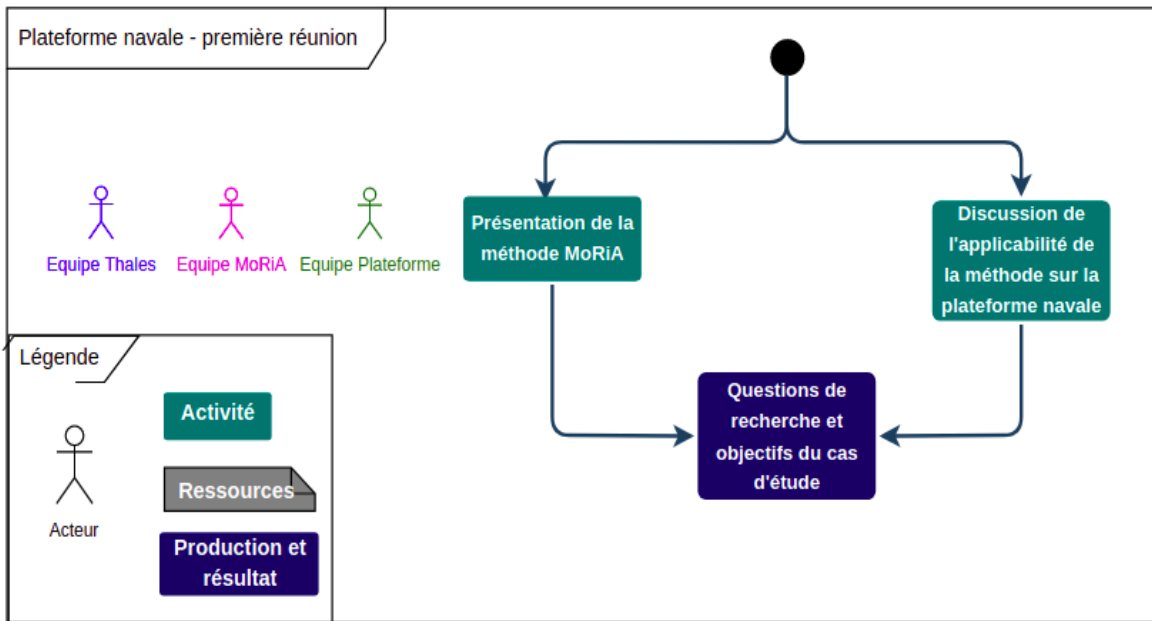 Plateforme navale - première réunion
Equipe Thales
Equipe MoRiA
Equipe Plateforme
Présentation de la
méthode MoRiA
Discussion de
l'applicabilité de
la méthode sur la
plateforme navale
Questions de
recherche et
objectifs du cas
d'étude
Légende
Acteur
Activité
Ressources
Production et
résultat